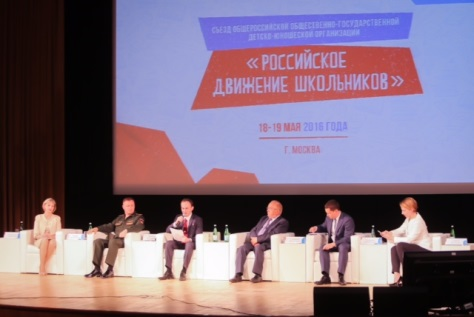 СЪЕЗД ОБЩЕРОССИЙСКОЙ ОБЩЕСТВЕННО-ГОСУДАРСТВЕННОЙ
ДЕТСКО-ЮНОШЕСКОЙ ОРГАНИЗАЦИИ
«РОССИЙСКОЕ
ДВИЖЕНИЕ ШКОЛЬНИКОВ»
18-19 МАЯ 2016 ГОДА
Г. МОСКВА